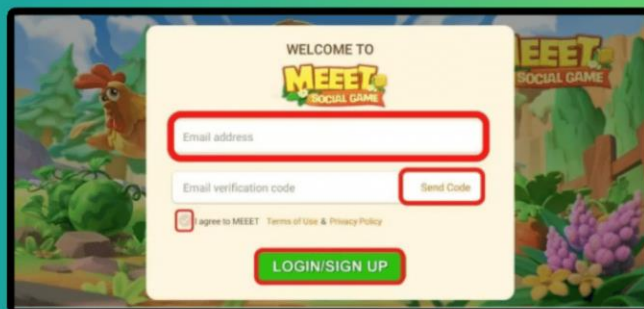 WELCOME TO
MEEET
SOCIAL GAME
EEET
SOCIAL GAME
Email address
Email verification code
Send Code
I agree to MEEET Terms of Use & Privacy Policy
LOGIN/SIGN UP